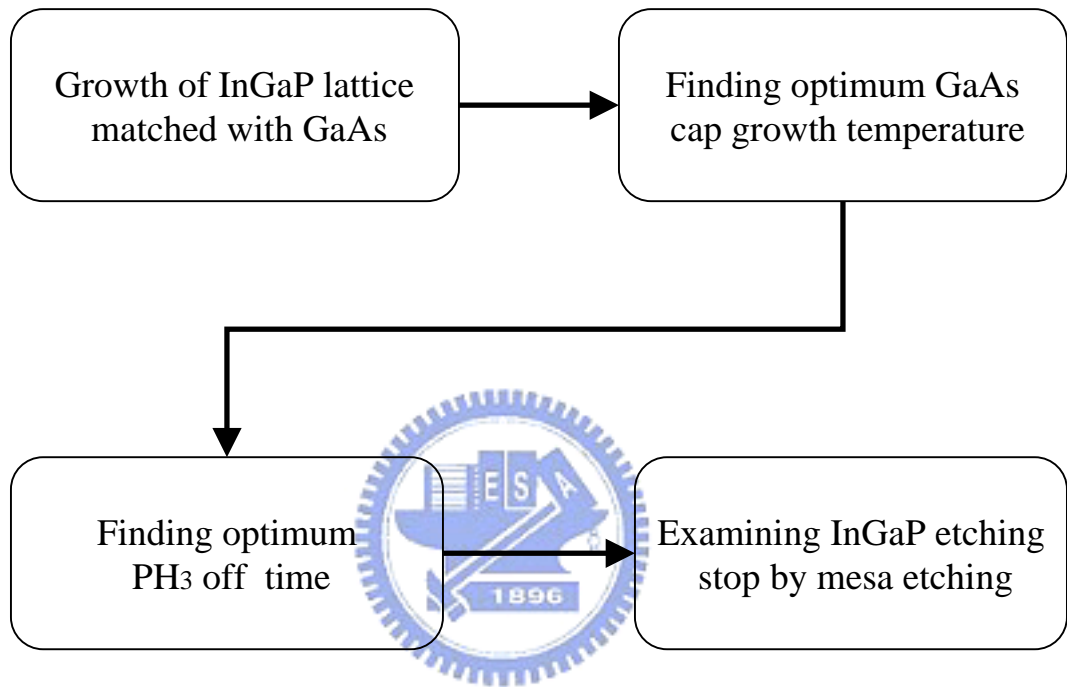 Growth of InGaP lattice
matched with GaAs
Finding optimum GaAs
cap growth temperature
Finding optimum
PH3 off time
Examining InGaP etching
stop by mesa etching
E S A
1896